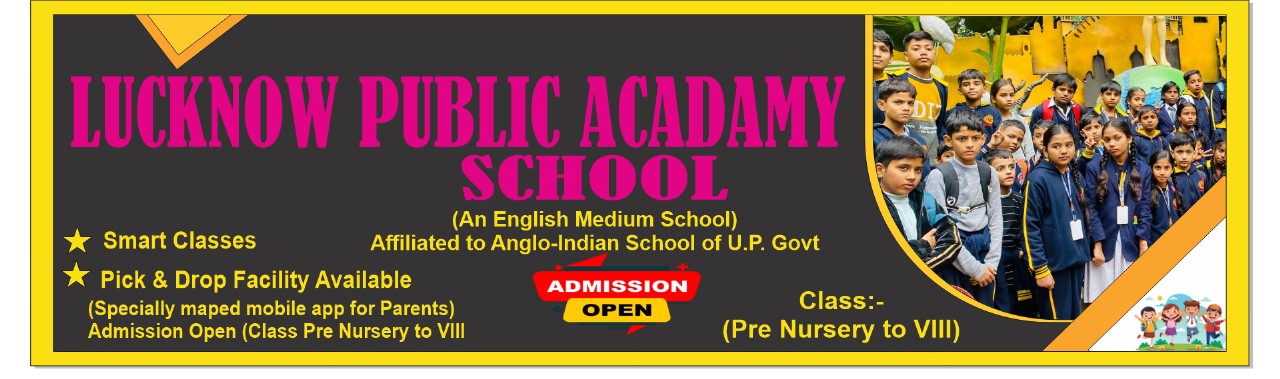 LUCKNOW PUBLIC ACADAMY
SCHOOL
(An English Medium School)
Affiliated to Anglo-Indian School of U.P. Govt
Smart Classes
Pick & Drop Facility Available
(Specially maped mobile app for Parents)
Admission Open (Class Pre Nursery to VIII
ADMISSION
OPEN
Class:-
(Pre Nursery to VIII)